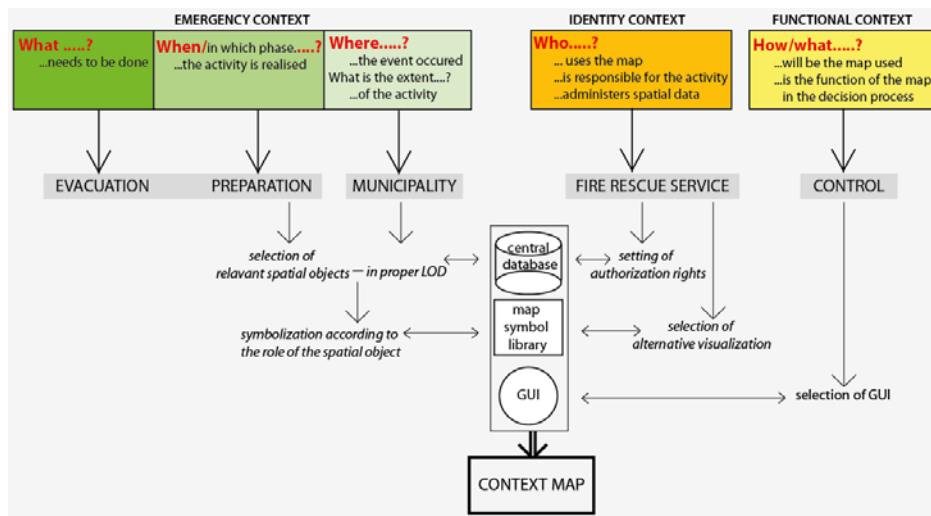 EMERGENCY CONTEXT
IDENTITY CONTEXT
FUNCTIONAL CONTEXT
What .....?
...needs to be done
When/in which phase.....?
...the activity is realised
Where.....?
...the event occured
What is the extent....?
...of the activity
Who.....?
... uses the map
...is responsible for the activity
...administers spatial data
How/what.....?
...will be the map used
...is the function of the map
in the decision process
EVACUATION
PREPARATION
MUNICIPALITY
FIRE RESCUE SERVICE
CONTROL
selection of
relavant spatial objects – in proper LOD
central
database
setting of
authorization rights
symbolization according to
the role of the spatial object
map
symbol
library
selection of
alternative visualization
GUI
selection of GUI
CONTEXT MAP